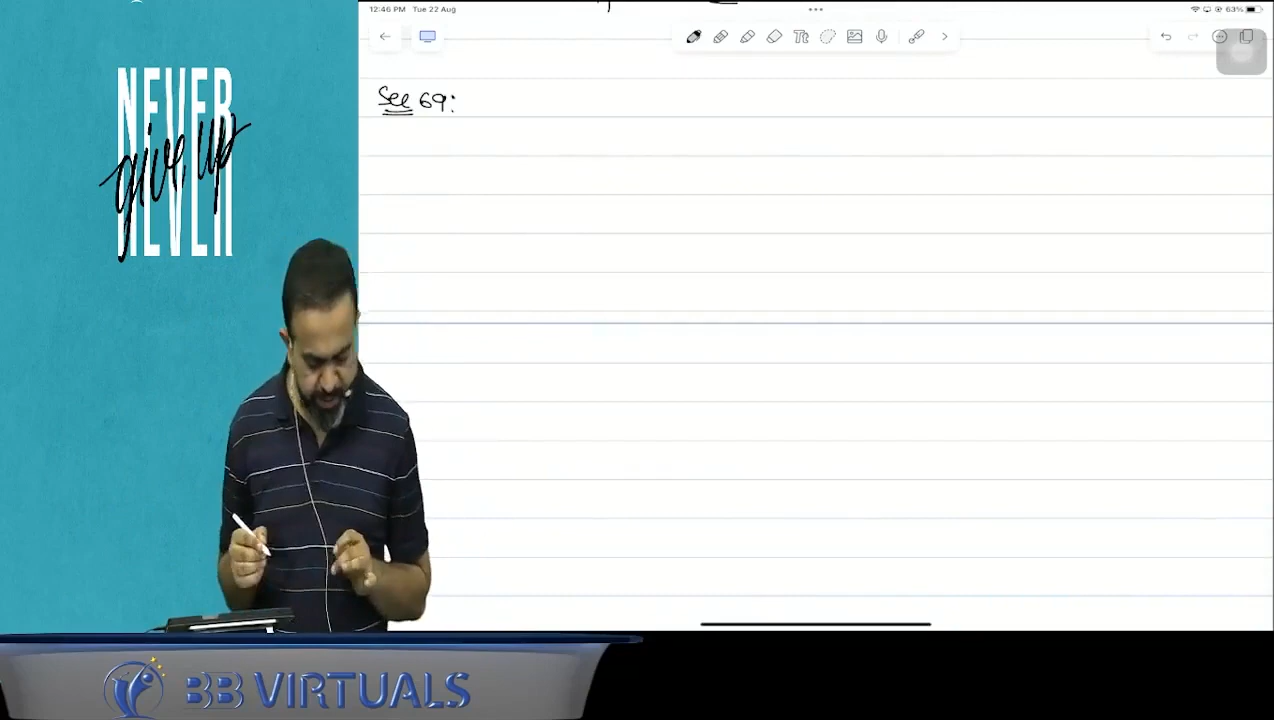 12:46 PM Tue 22 Aug
63%
See 69:
NEVER
give up
NEVER
BB VIRTUALS